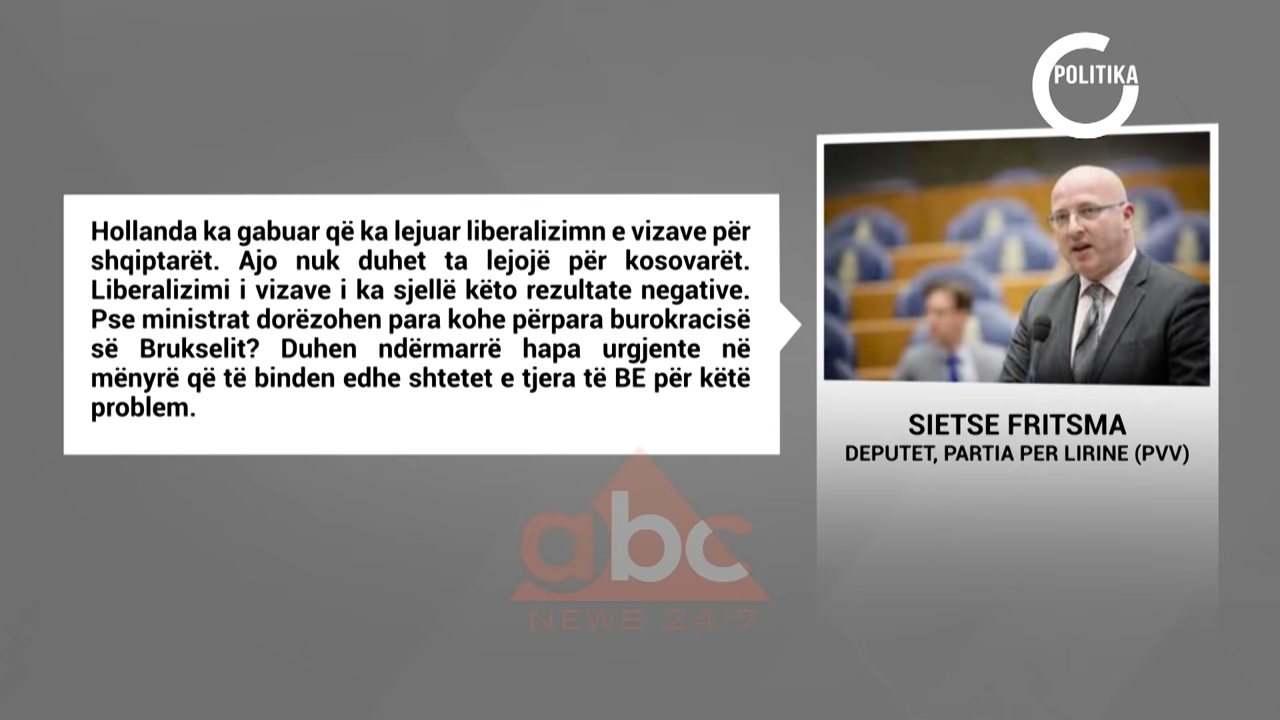 POLITIKA
Hollanda ka gabuar që ka lejuar liberalizimn e vizave për
shqiptarët. Ajo nuk duhet ta lejojë për kosovarët.
Liberalizimi i vizave i ka sjellë këto rezultate negative.
Pse ministrat dorëzohen para kohe përpara burokracisë
së Brukselit? Duhen ndërmarrë hapa urgjente në
mënyrë që të binden edhe shtetet e tjera të BE për këtë
problem.
SIETSE FRITSMA
DEPUTET, PARTIA PER LIRINE (PVV)
abc
NEWS 24·7